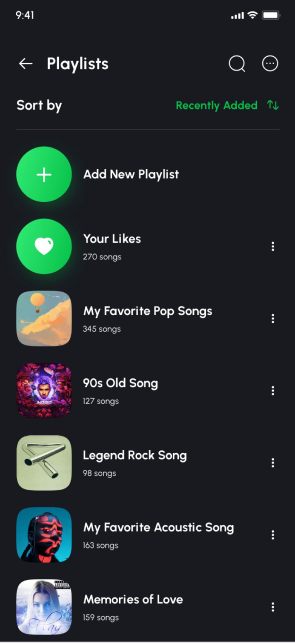 9:41
Playlists
Sort by
Recently Added
Add New Playlist
Your Likes
270 songs
My Favorite Pop Songs
345 songs
90s Old Song
127 songs
Legend Rock Song
98 songs
My Favorite Acoustic Song
163 songs
Memories of Love
159 songs